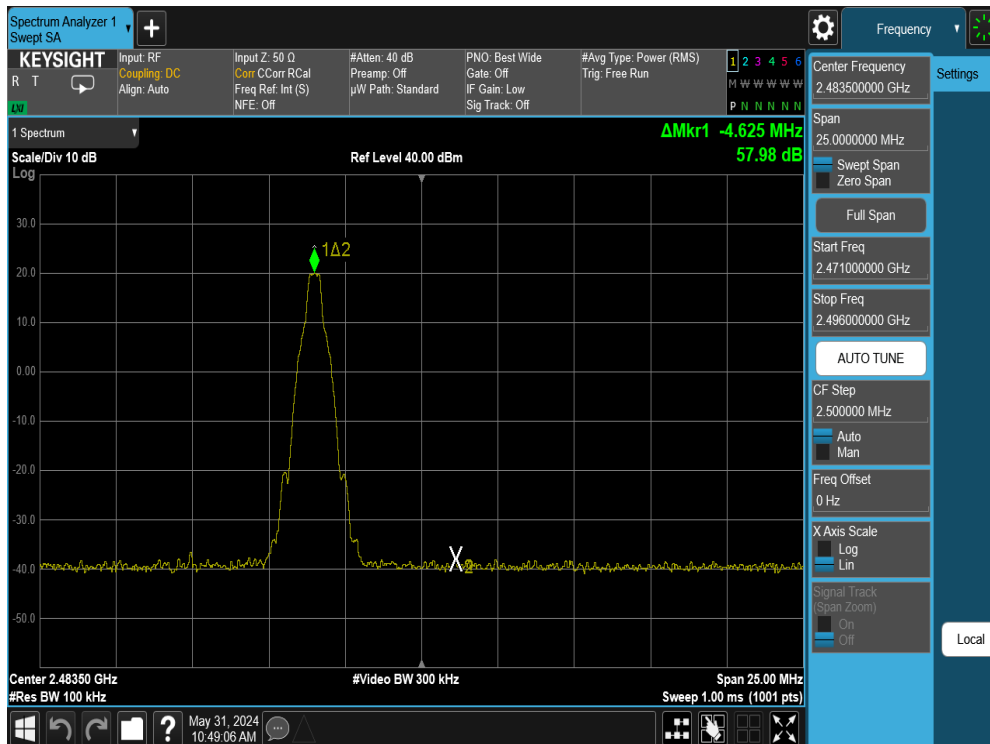 Spectrum Analyzer 1
Swept SA
Frequency
KEYSIGHT
R T
LXI
Input: RF
Coupling: DC
Align: Auto
Input Z: 50 Ω
Corr CCorr RCal
Freq Ref: Int (S)
NFE: Off
#Atten: 40 dB
Preamp: Off
µW Path: Standard
PNO: Best Wide
Gate: Off
IF Gain: Low
Sig Track: Off
#Avg Type: Power (RMS)
Trig: Free Run
1 2 3 4 5 6
M W W W W W
P N N N N N
1 Spectrum
ΔMkr1 -4.625 MHz
57.98 dB
Scale/Div 10 dB
Ref Level 40.00 dBm
Log
30.0
20.0
10.0
0.00
-10.0
-20.0
-30.0
-40.0
-50.0
1Δ2
X2
Center 2.48350 GHz
#Video BW 300 kHz
Span 25.00 MHz
#Res BW 100 kHz
Sweep 1.00 ms (1001 pts)
Center Frequency
2.483500000 GHz
Settings
Span
25.0000000 MHz
Swept Span
Zero Span
Full Span
Start Freq
2.471000000 GHz
Stop Freq
2.496000000 GHz
AUTO TUNE
CF Step
2.500000 MHz
Auto
Man
Freq Offset
0 Hz
X Axis Scale
Log
Lin
Signal Track
(Span Zoom)
On
Off
Local
?
May 31, 2024
10:49:06 AM